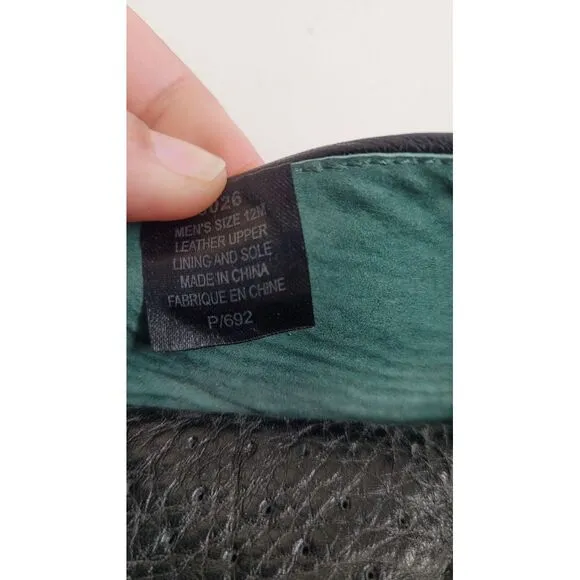 MEN'S SIZE 12M
LEATHER UPPER
LINING AND SOLE
MADE IN CHINA
FABRIQUE EN CHINE
P/692